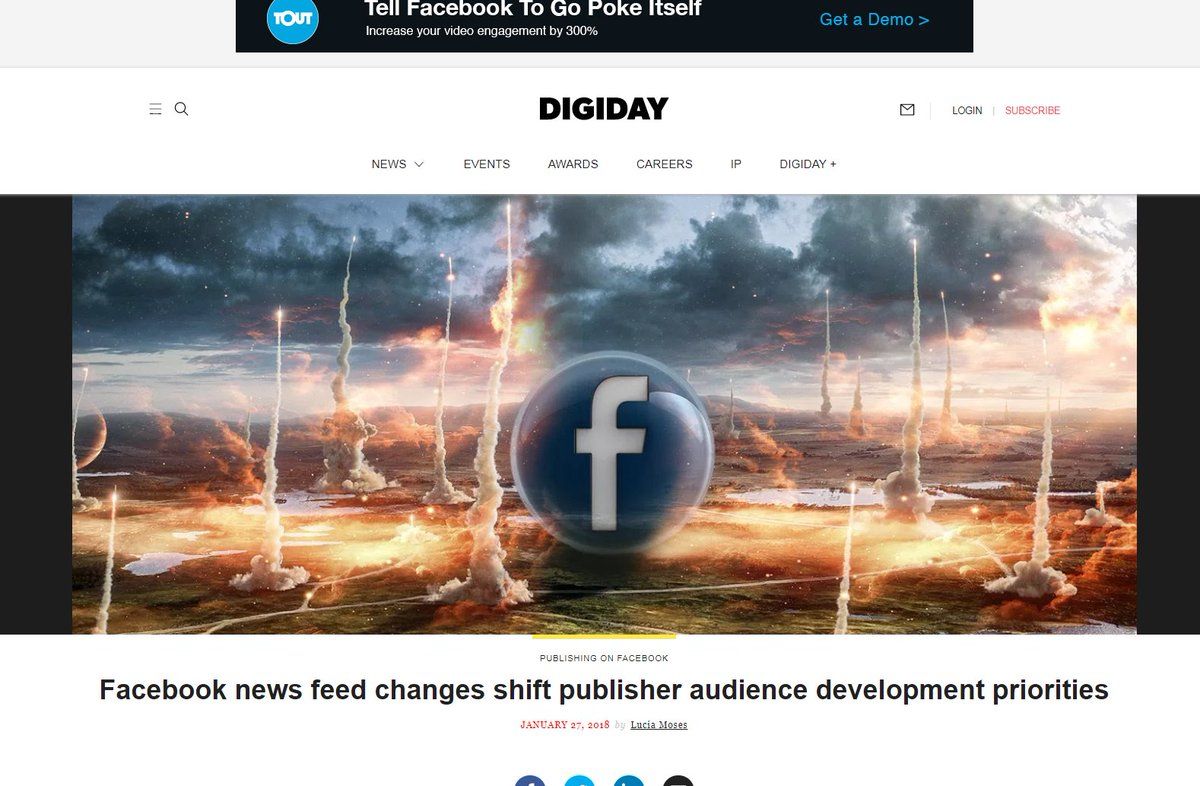 Tell Facebook To Go Poke Itself
TOUT
Increase your video engagement by 300%
Get a Demo >
DIGIDAY
LOGIN | SUBSCRIBE
NEWS EVENTS AWARDS CAREERS IP DIGIDAY +
f
PUBLISHING ON FACEBOOK
Facebook news feed changes shift publisher audience development priorities
JANUARY 27, 2018 by Lucia Moses